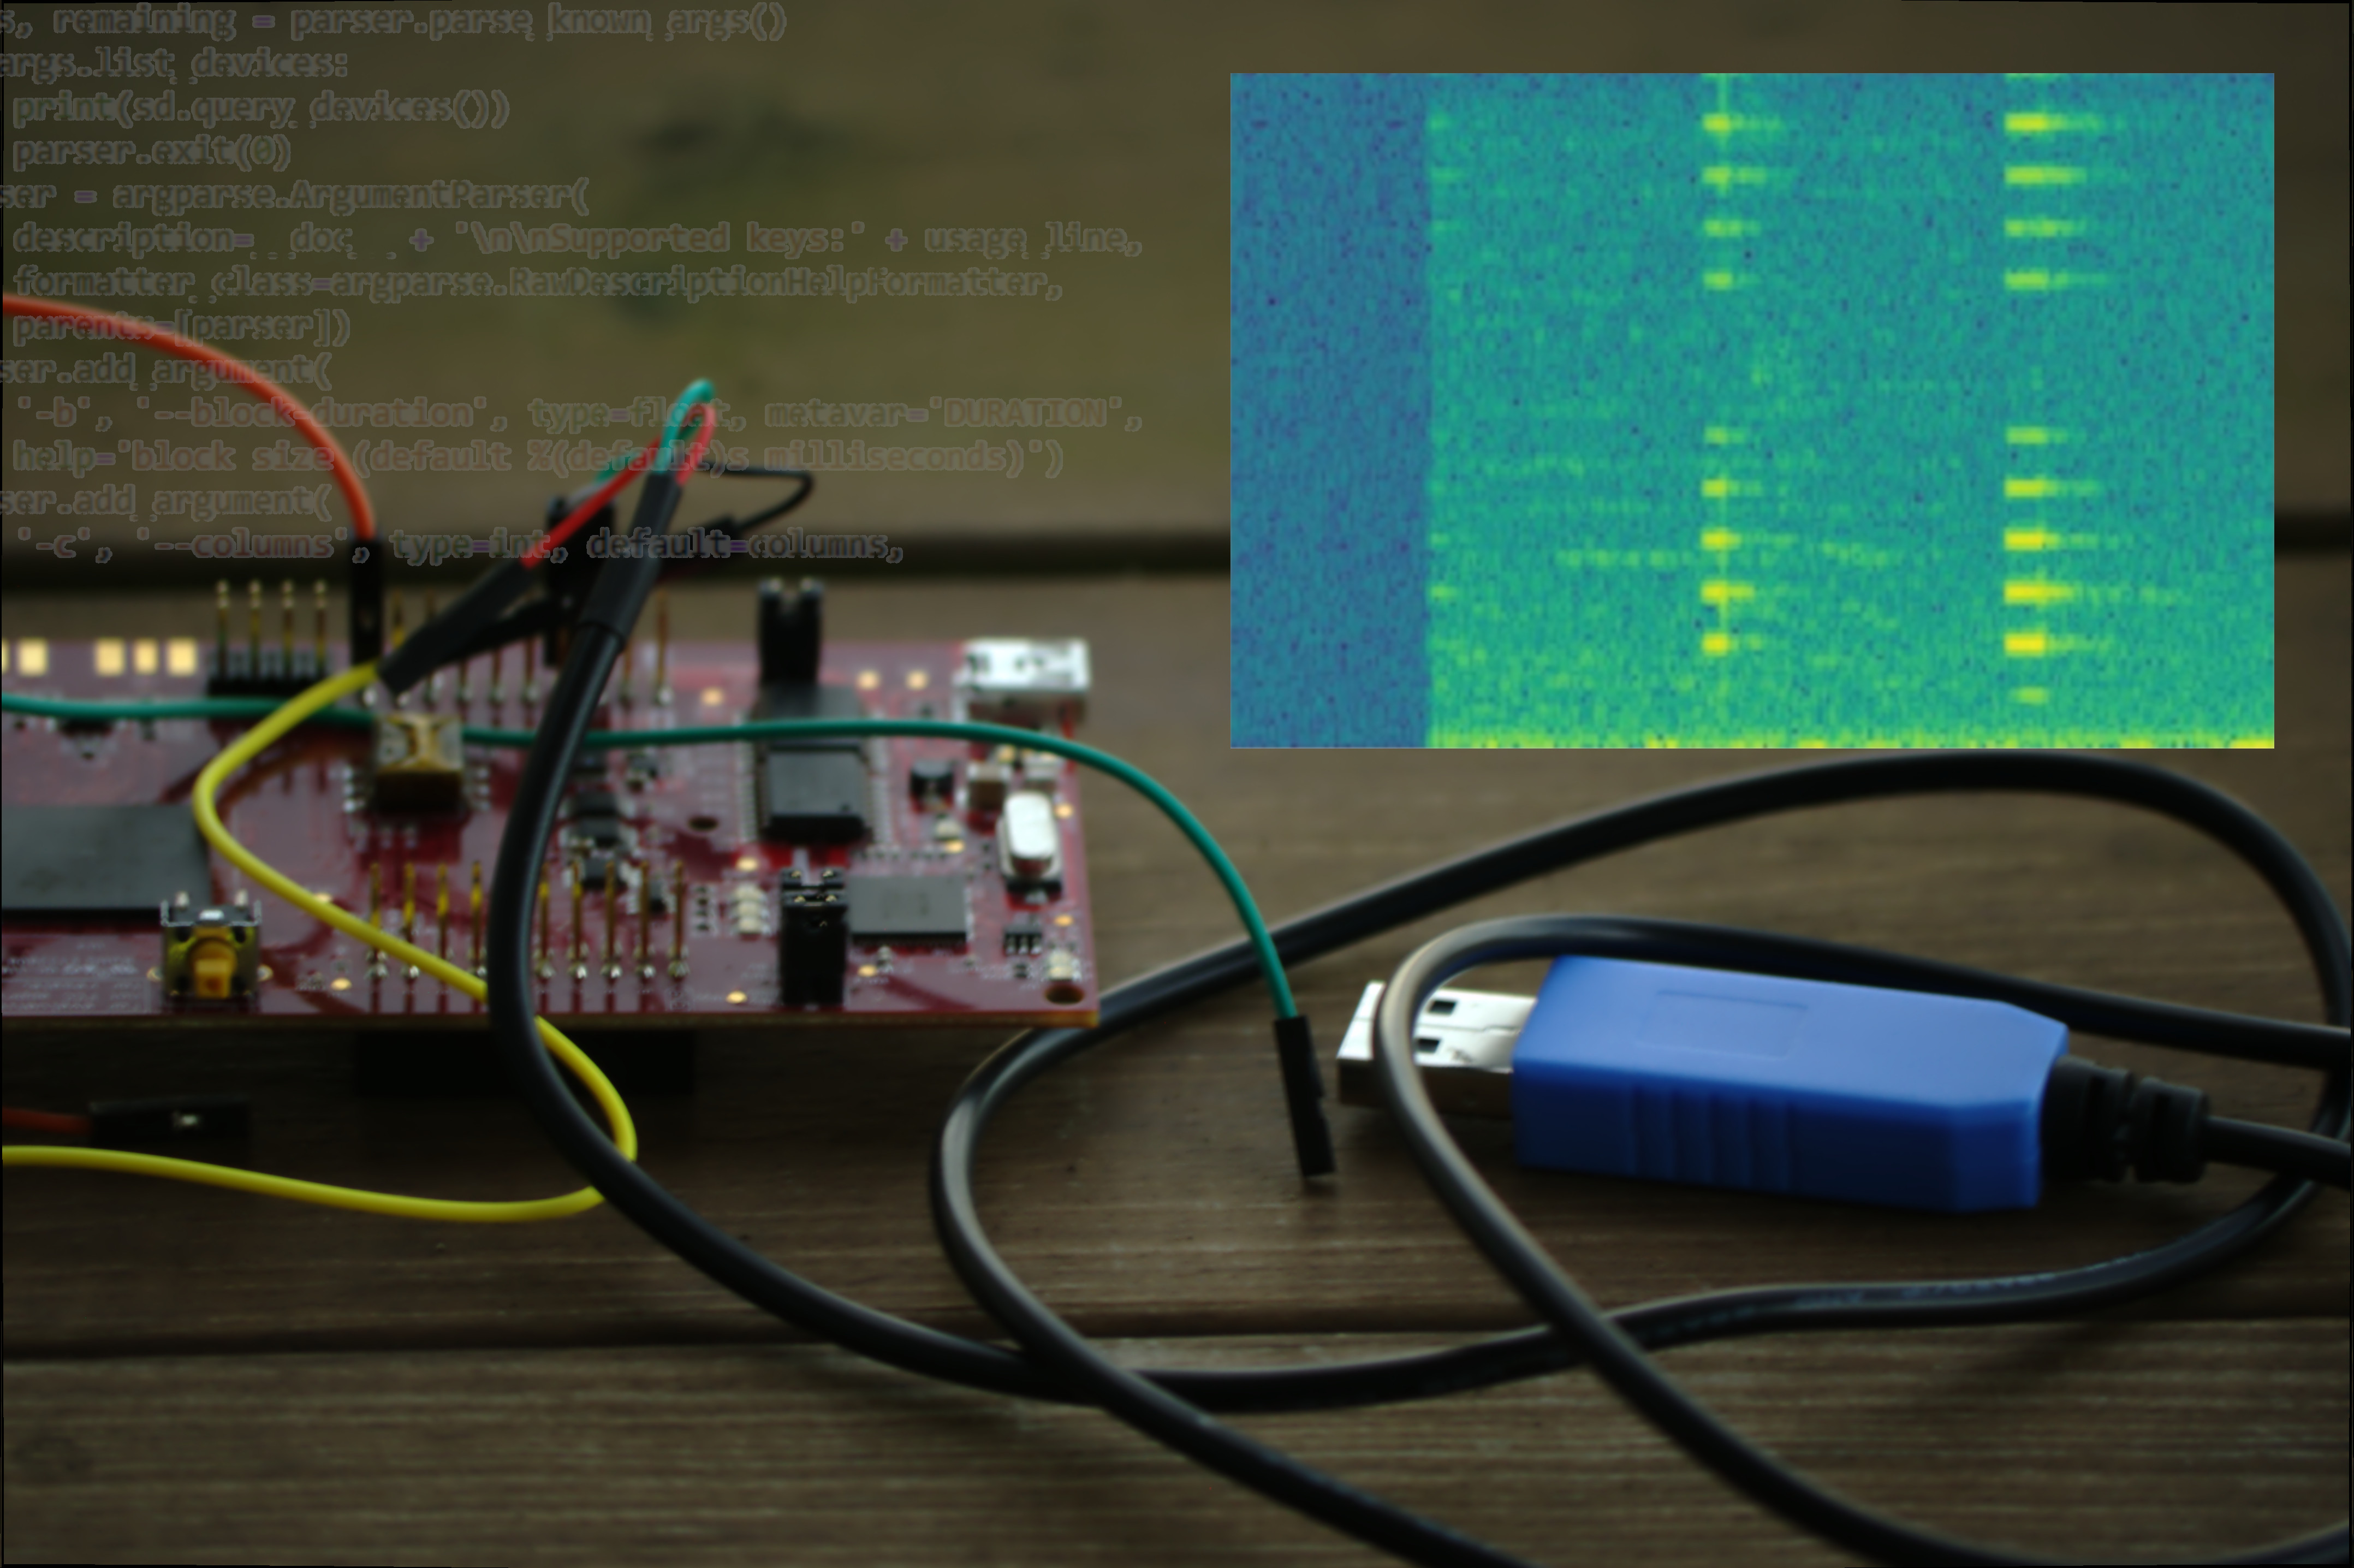 s, remaining = parser.parse_known_args()
args.list_devices:
print(sd.query_devices())
parser.exit(0)
ser = argparse.ArgumentParser(
description=__doc__ + '\n\nSupported keys:' + usage_line,
formatter_class=argparse.RawDescriptionHelpFormatter,
parents=[parser])
ser.add_argument(
'-b', '--block-duration', type=float, metavar='DURATION',
help='block size (default %(default)s milliseconds)')
ser.add_argument(
'-c', '--columns', type=int, default=columns,